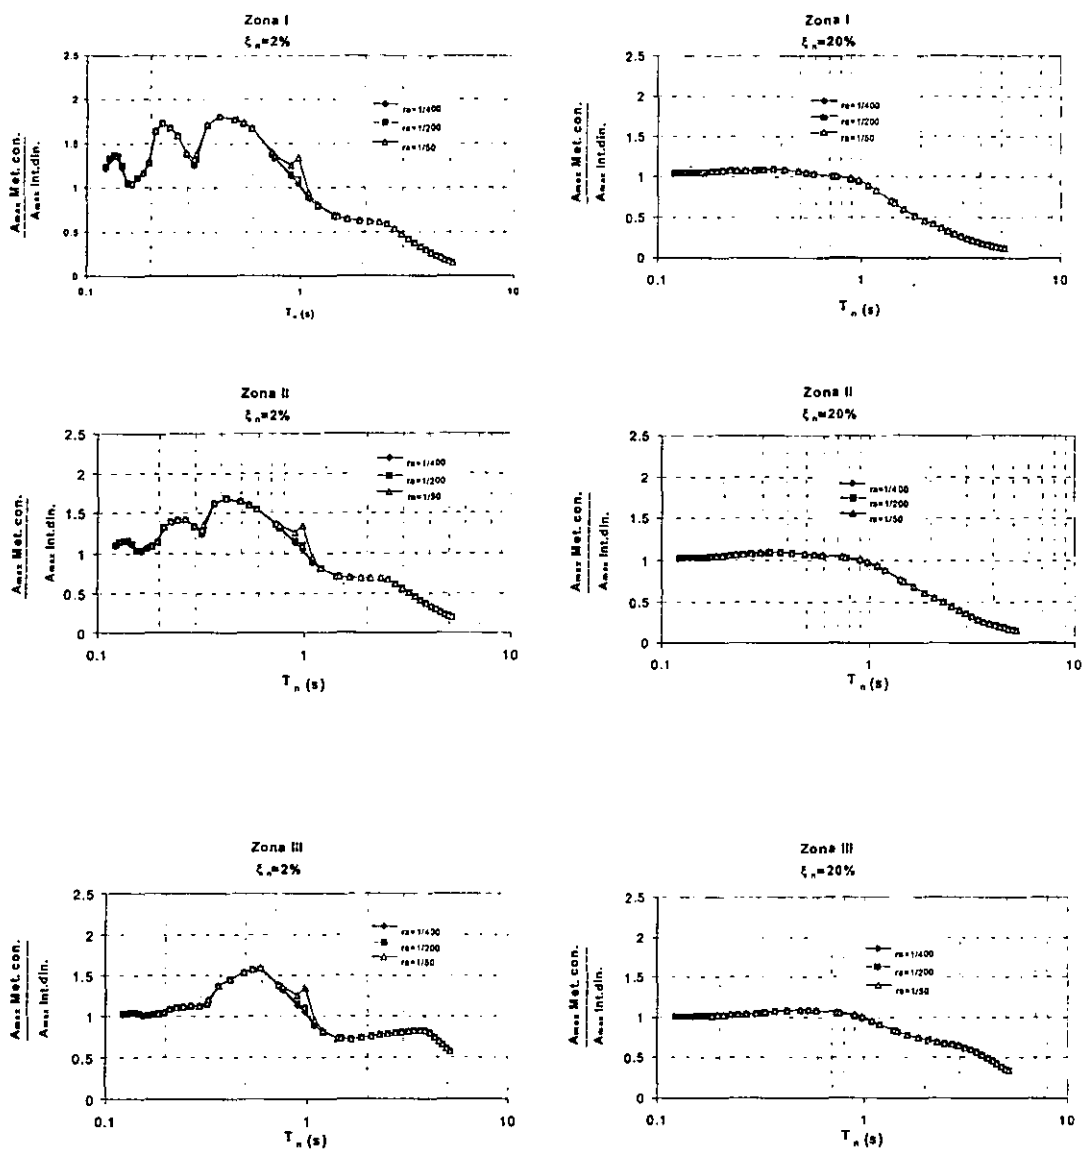 Zona I
ξn=2%
2.5
2
1.5
1
0.5
0
0.1
1
10
Tn (s)
Amax Met.con.
Amax Int.din.
ra=1/400
ra=1/200
ra=1/50
Zona I
ξn=20%
2.5
2
1.5
1
0.5
0
0.1
1
10
Tn (s)
Amax Met.con.
Amax Int.din.
ra=1/400
ra=1/200
ra=1/50
Zona II
ξn=2%
2.5
2
1.5
1
0.5
0
0.1
1
10
Tn (s)
Amax Met.con.
Amax Int.din.
ra=1/400
ra=1/200
ra=1/50
Zona II
ξn=20%
2.5
2
1.5
1
0.5
0
0.1
1
10
Tn (s)
Amax Met.con.
Amax Int.din.
ra=1/400
ra=1/200
ra=1/50
Zona III
ξn=2%
2.5
2
1.5
1
0.5
0
0.1
1
10
Tn (s)
Amax Met.con.
Amax Int.din.
ra=1/400
ra=1/200
ra=1/50
Zona III
ξn=20%
2.5
2
1.5
1
0.5
0
0.1
1
10
Tn (s)
Amax Met.con.
Amax Int.din.
ra=1/400
ra=1/200
ra=1/50